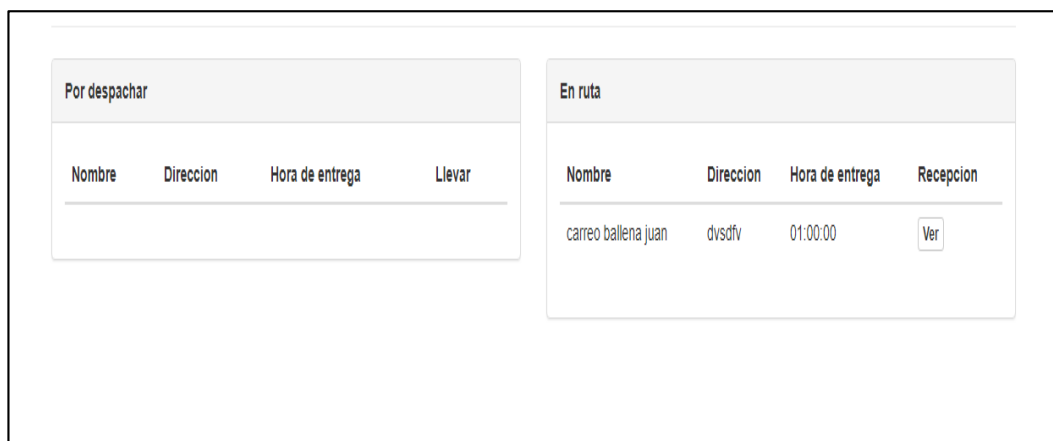 Por despachar
Nombre Direccion Hora de entrega Llevar
En ruta
Nombre Direccion Hora de entrega Recepcion
carreo ballena juan dvsdfv 01:00:00 Ver